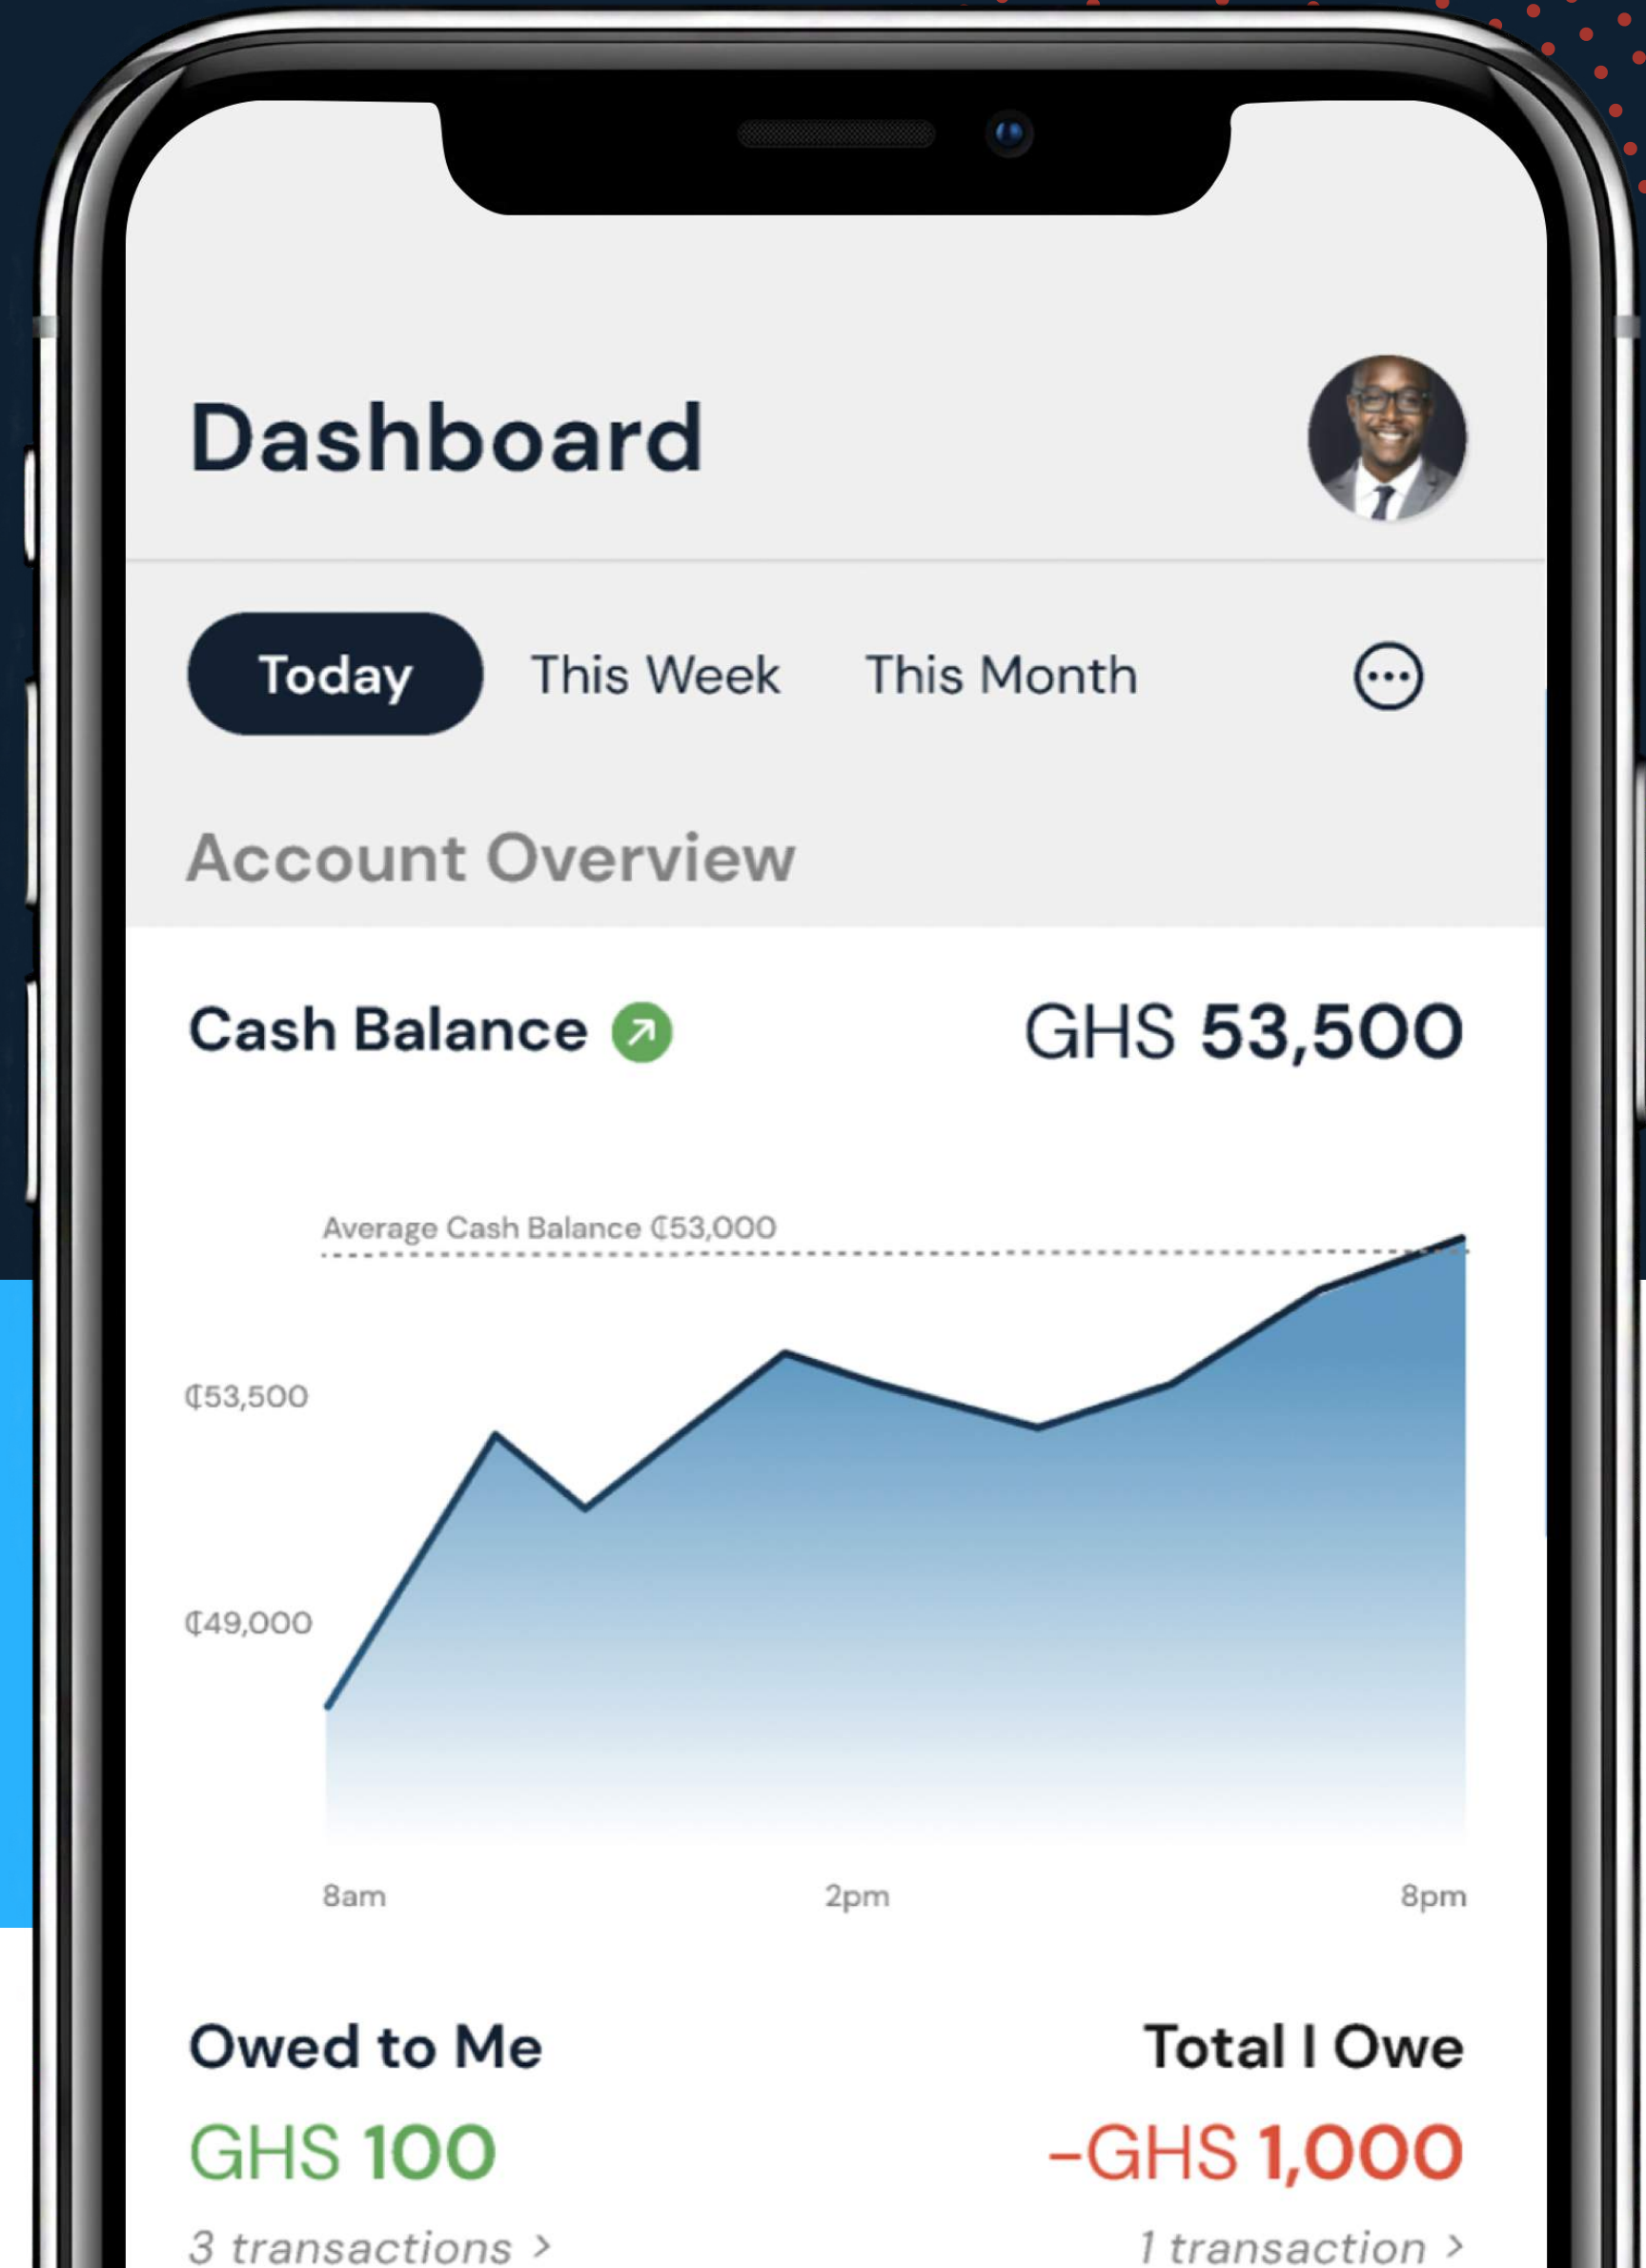 Dashboard
Today This Week This Month
Account Overview
Cash Balance GHS 53,500
Average Cash Balance ₵53,000
₵53,500
₵49,000
8am 2pm 8pm
Owed to Me Total I Owe
GHS 100 -GHS 1,000
3 transactions > 1 transaction >